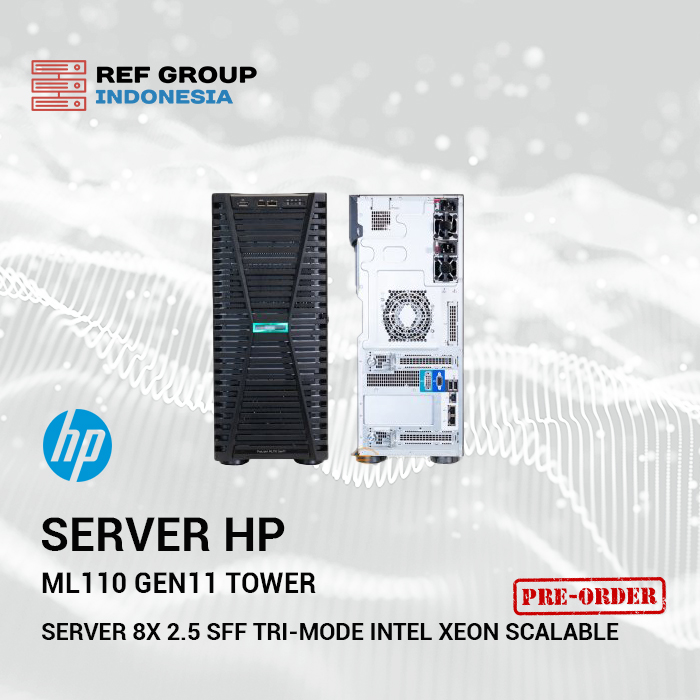 REF GROUP
INDONESIA
hp
SERVER HP
ML110 GEN11 TOWER
PRE-ORDER
SERVER 8X 2.5 SFF TRI-MODE INTEL XEON SCALABLE